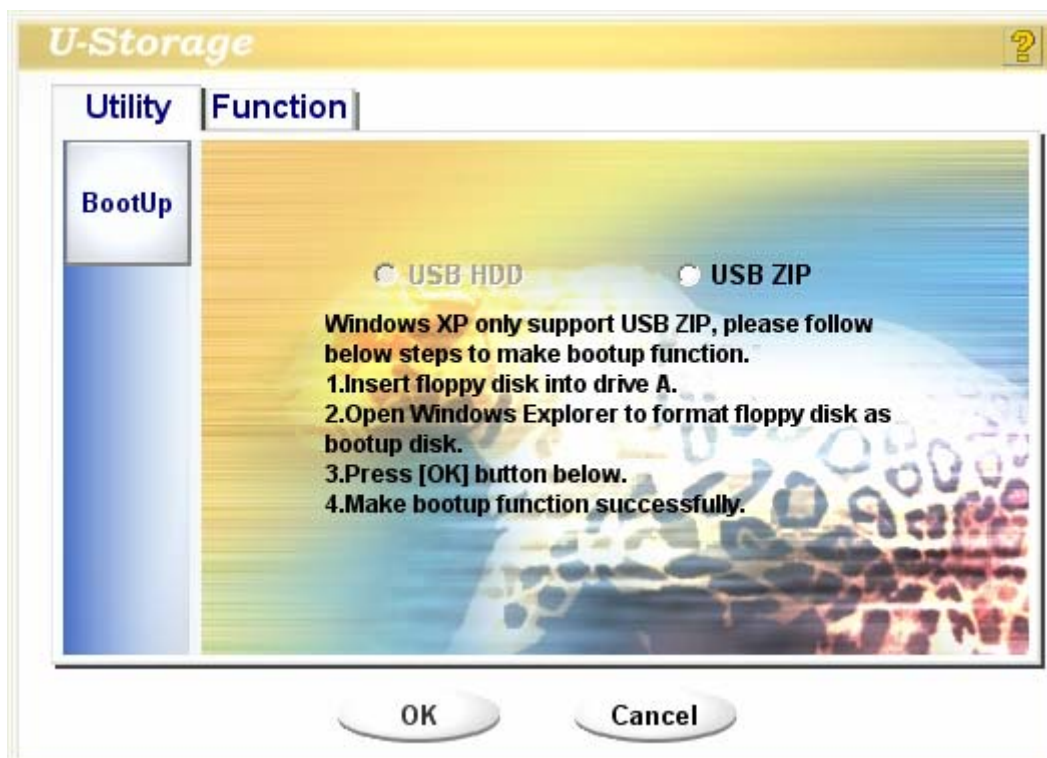 U-Storage
?
Utility Function
BootUp
USB HDD USB ZIP
Windows XP only support USB ZIP, please follow
below steps to make bootup function.
1.Insert floppy disk into drive A.
2.Open Windows Explorer to format floppy disk as
bootup disk.
3.Press [OK] button below.
4.Make bootup function successfully.
OK Cancel